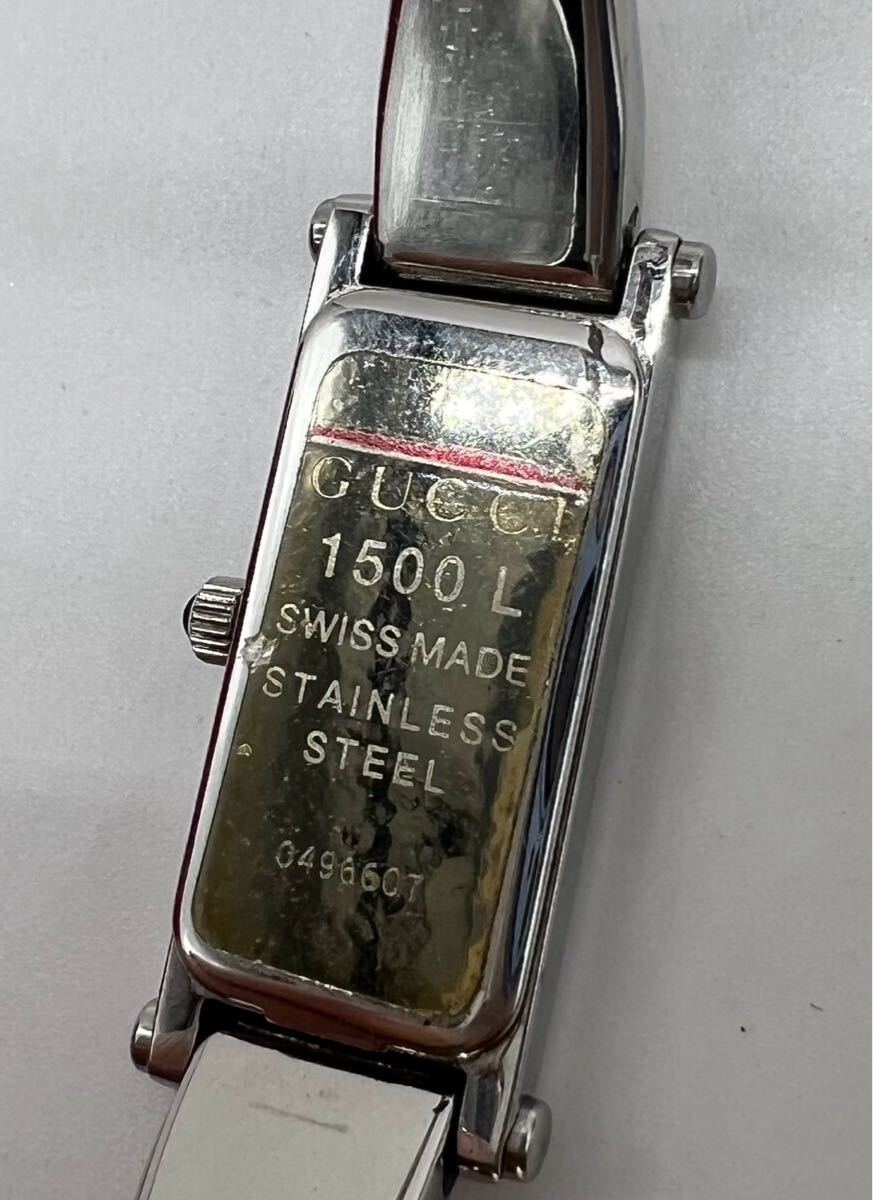 GUCCI
1500 L
SWISS MADE
STAINLESS
STEEL
0496607